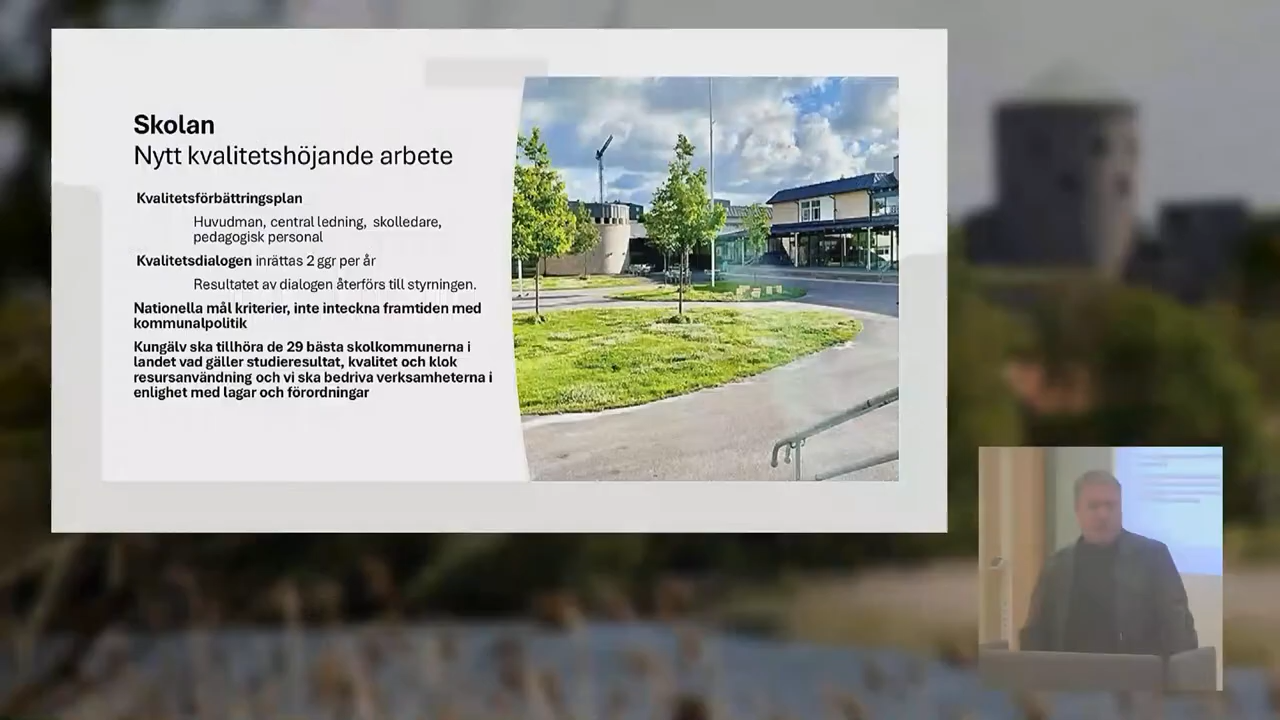 Skolan
Nytt kvalitetshöjande arbete
Kvalitetsförbättringsplan
Huvudman, central ledning, skolledare,
pedagogisk personal
Kvalitetsdialogen inrättas 2 ggr per år
Resultatet av dialogen återförs till styrningen.
Nationella mål kriterier, inte inteckna framtiden med
kommunalpolitik
Kungälv ska tillhöra de 29 bästa skolkommunerna i
landet vad gäller studieresultat, kvalitet och klok
resursanvändning och vi ska bedriva verksamheterna i
enlighet med lagar och förordningar